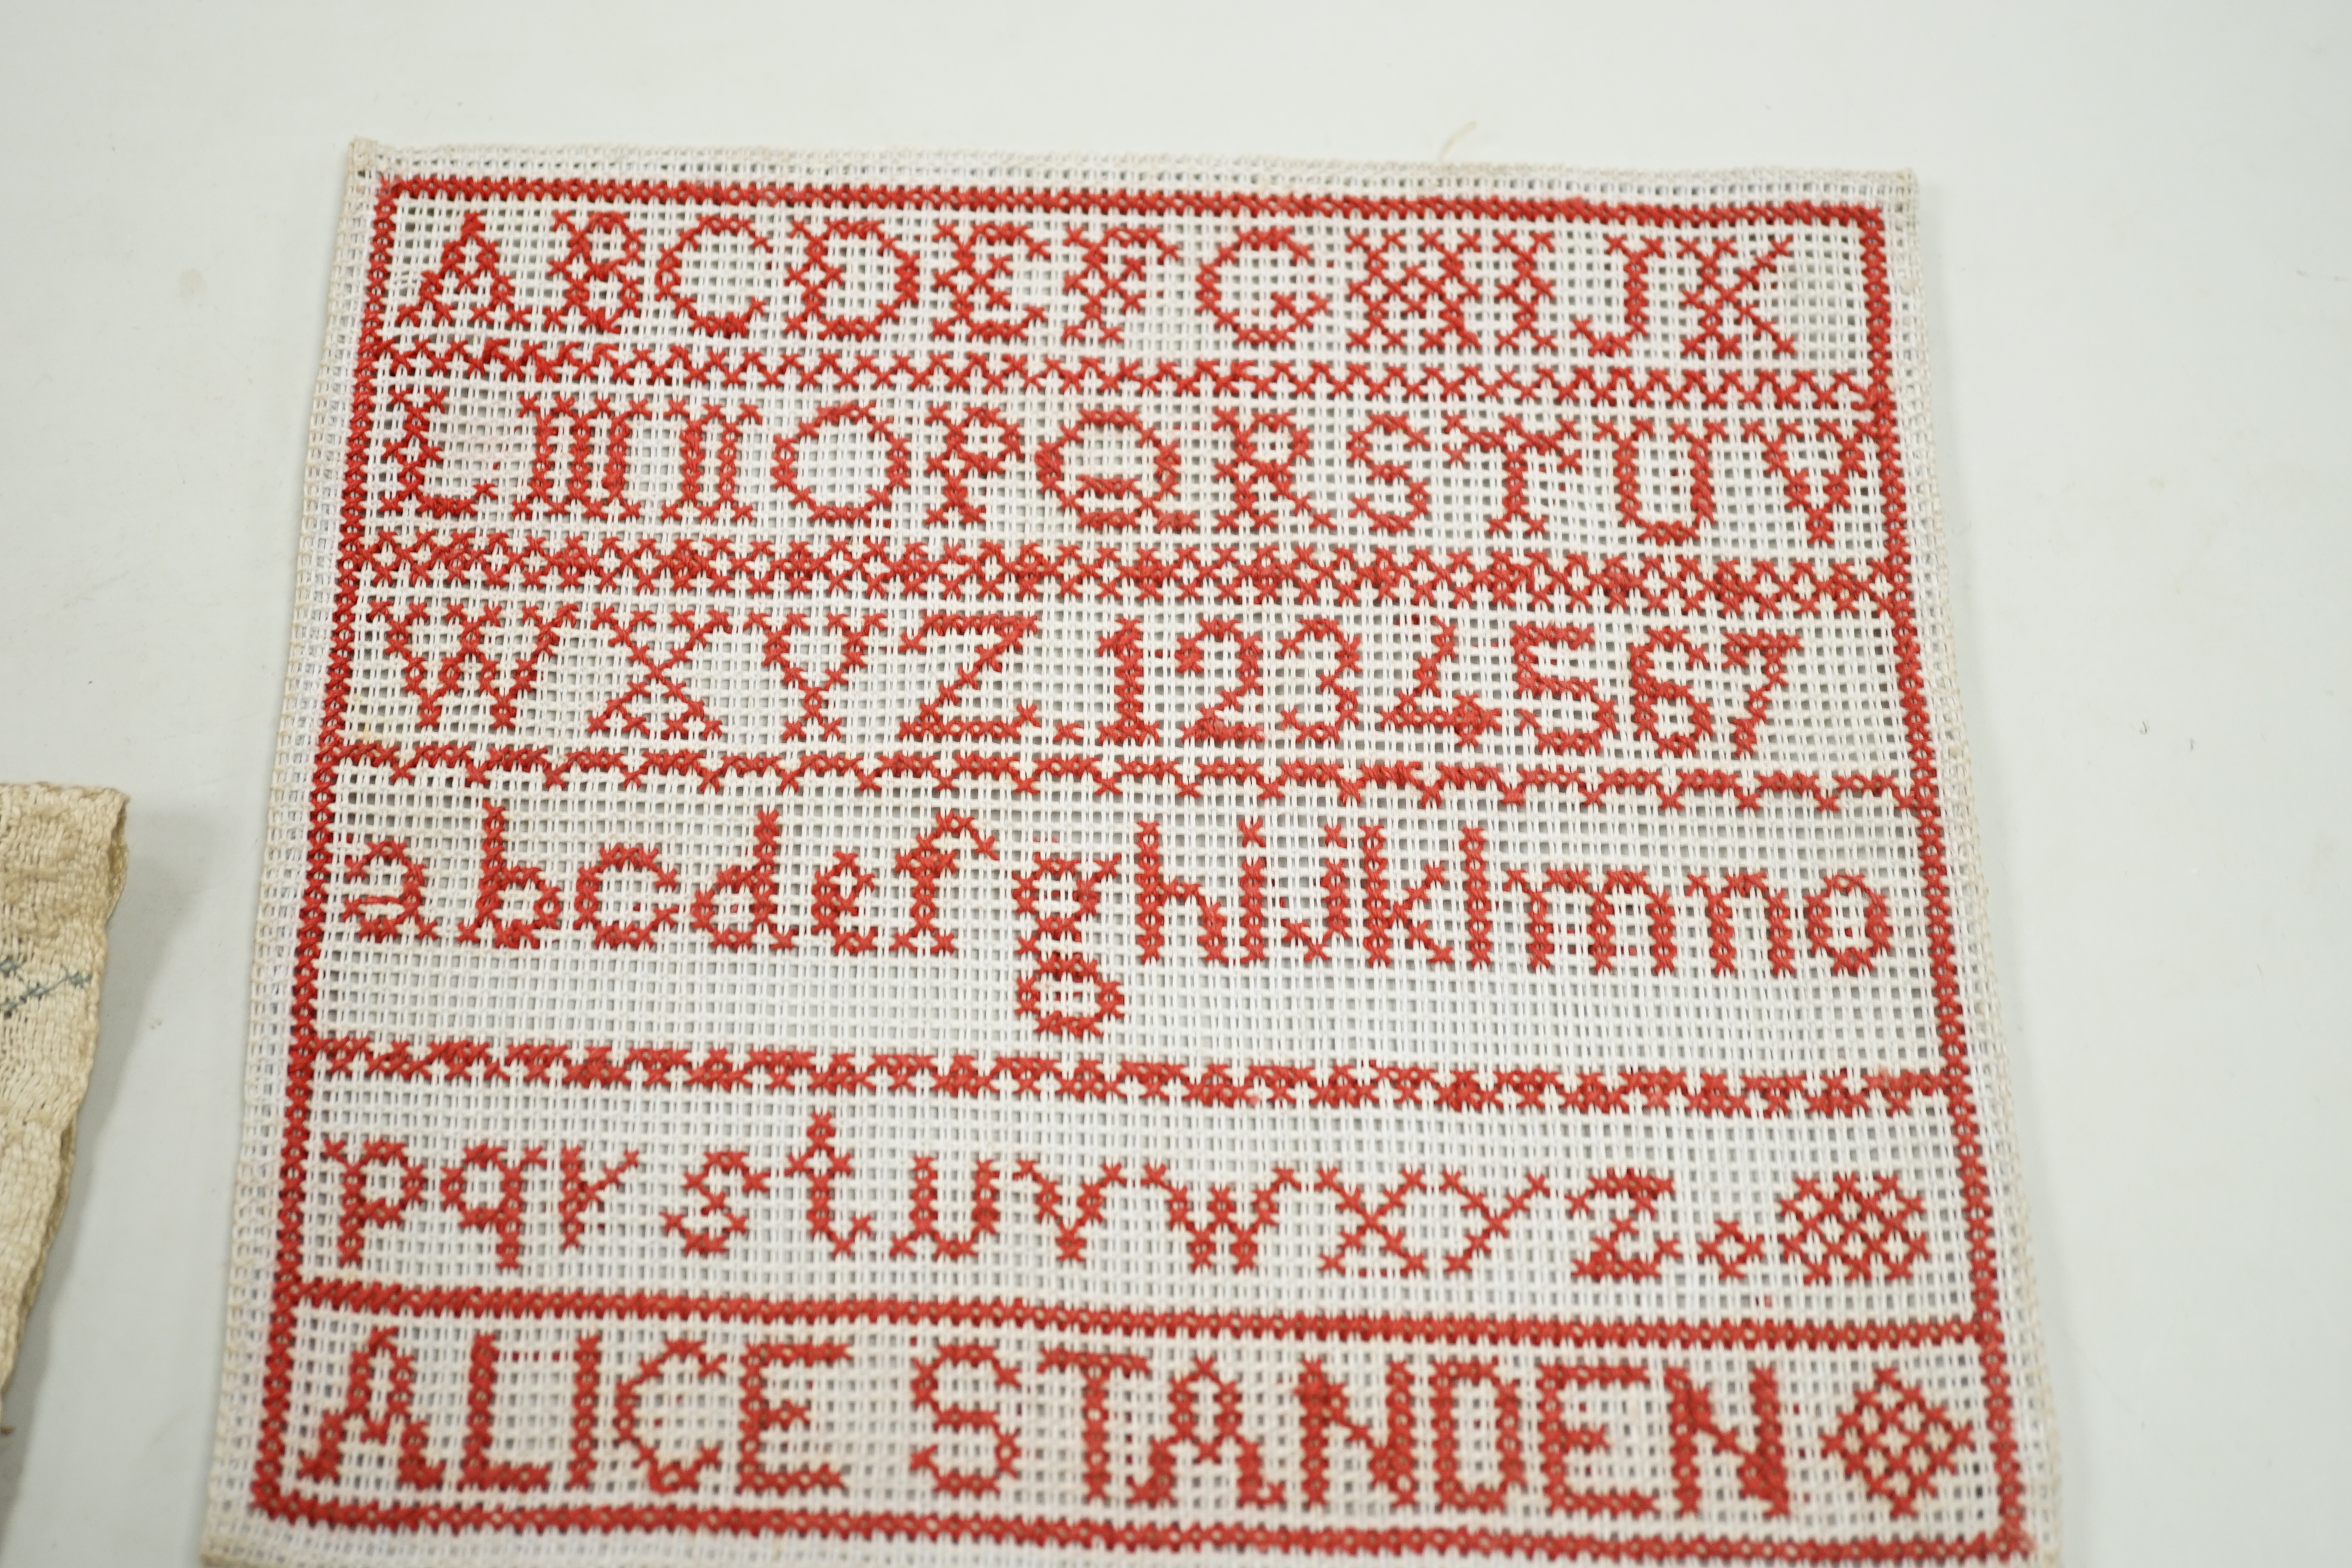 ABCDEFGHIJK
LMNOPQRSTUV
WXYZ.1234567
abcdefghijklmno
pqrstuvwxyz.
ALICE STANDEN